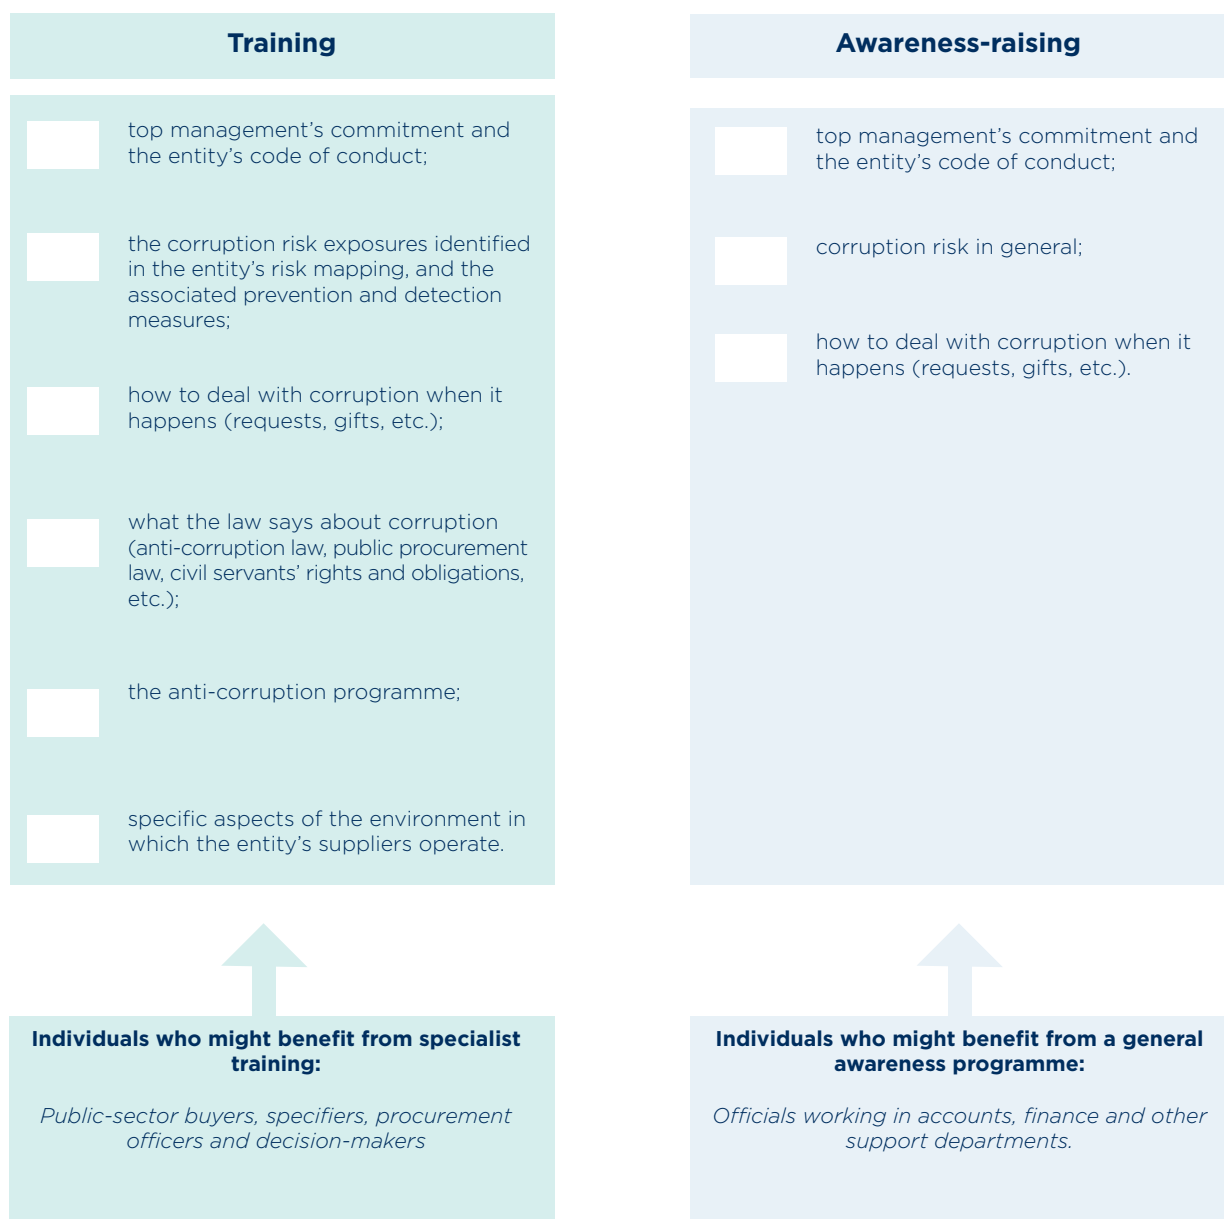 Training
top management’s commitment and
the entity’s code of conduct;
the corruption risk exposures identified
in the entity’s risk mapping, and the
associated prevention and detection
measures;
how to deal with corruption when it
happens (requests, gifts, etc.);
what the law says about corruption
(anti-corruption law, public procurement
law, civil servants’ rights and obligations,
etc.);
the anti-corruption programme;
specific aspects of the environment in
which the entity’s suppliers operate.
Individuals who might benefit from specialist
training:
Public-sector buyers, specifiers, procurement
officers and decision-makers
Awareness-raising
top management’s commitment and
the entity’s code of conduct;
corruption risk in general;
how to deal with corruption when it
happens (requests, gifts, etc.).
Individuals who might benefit from a general
awareness programme:
Officials working in accounts, finance and other
support departments.